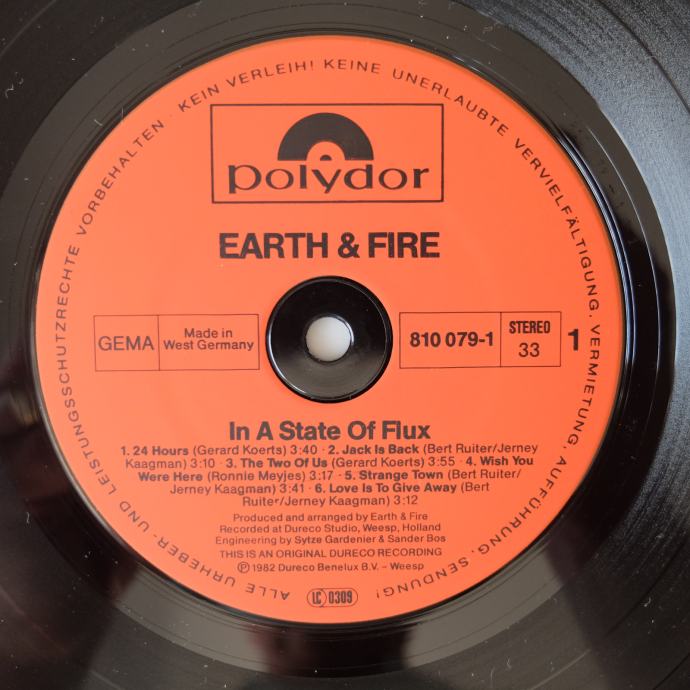 ALLE URHEBER- UND LEISTUNGSSCHUTZRECHTE VORBEHALTEN · KEIN VERLEIH! KEINE UNERLAUBTE VERVIELFÄLTIGUNG, VERMIETUNG, AUFFÜHRUNG, SENDUNG!
polydor
EARTH & FIRE
GEMA
Made in
West Germany
810 079-1
STEREO
33
1
In A State Of Flux
1. 24 Hours (Gerard Koerts) 3:40 · 2. Jack Is Back (Bert Ruiter/Jerney
Kaagman) 3:10 · 3. The Two Of Us (Gerard Koerts) 3:55 · 4. Wish You
Were Here (Ronnie Meyjes) 3:17 · 5. Strange Town (Bert Ruiter/
Jerney Kaagman) 3:41 · 6. Love Is To Give Away (Bert
Ruiter/Jerney Kaagman) 3:12
Produced and arranged by Earth & Fire
Recorded at Dureco Studio, Weesp, Holland
Engineering by Sytze Gardenier & Sander Bos
THIS IS AN ORIGINAL DURECO RECORDING
℗ 1982 Dureco Benelux B.V. – Weesp
LC 0309